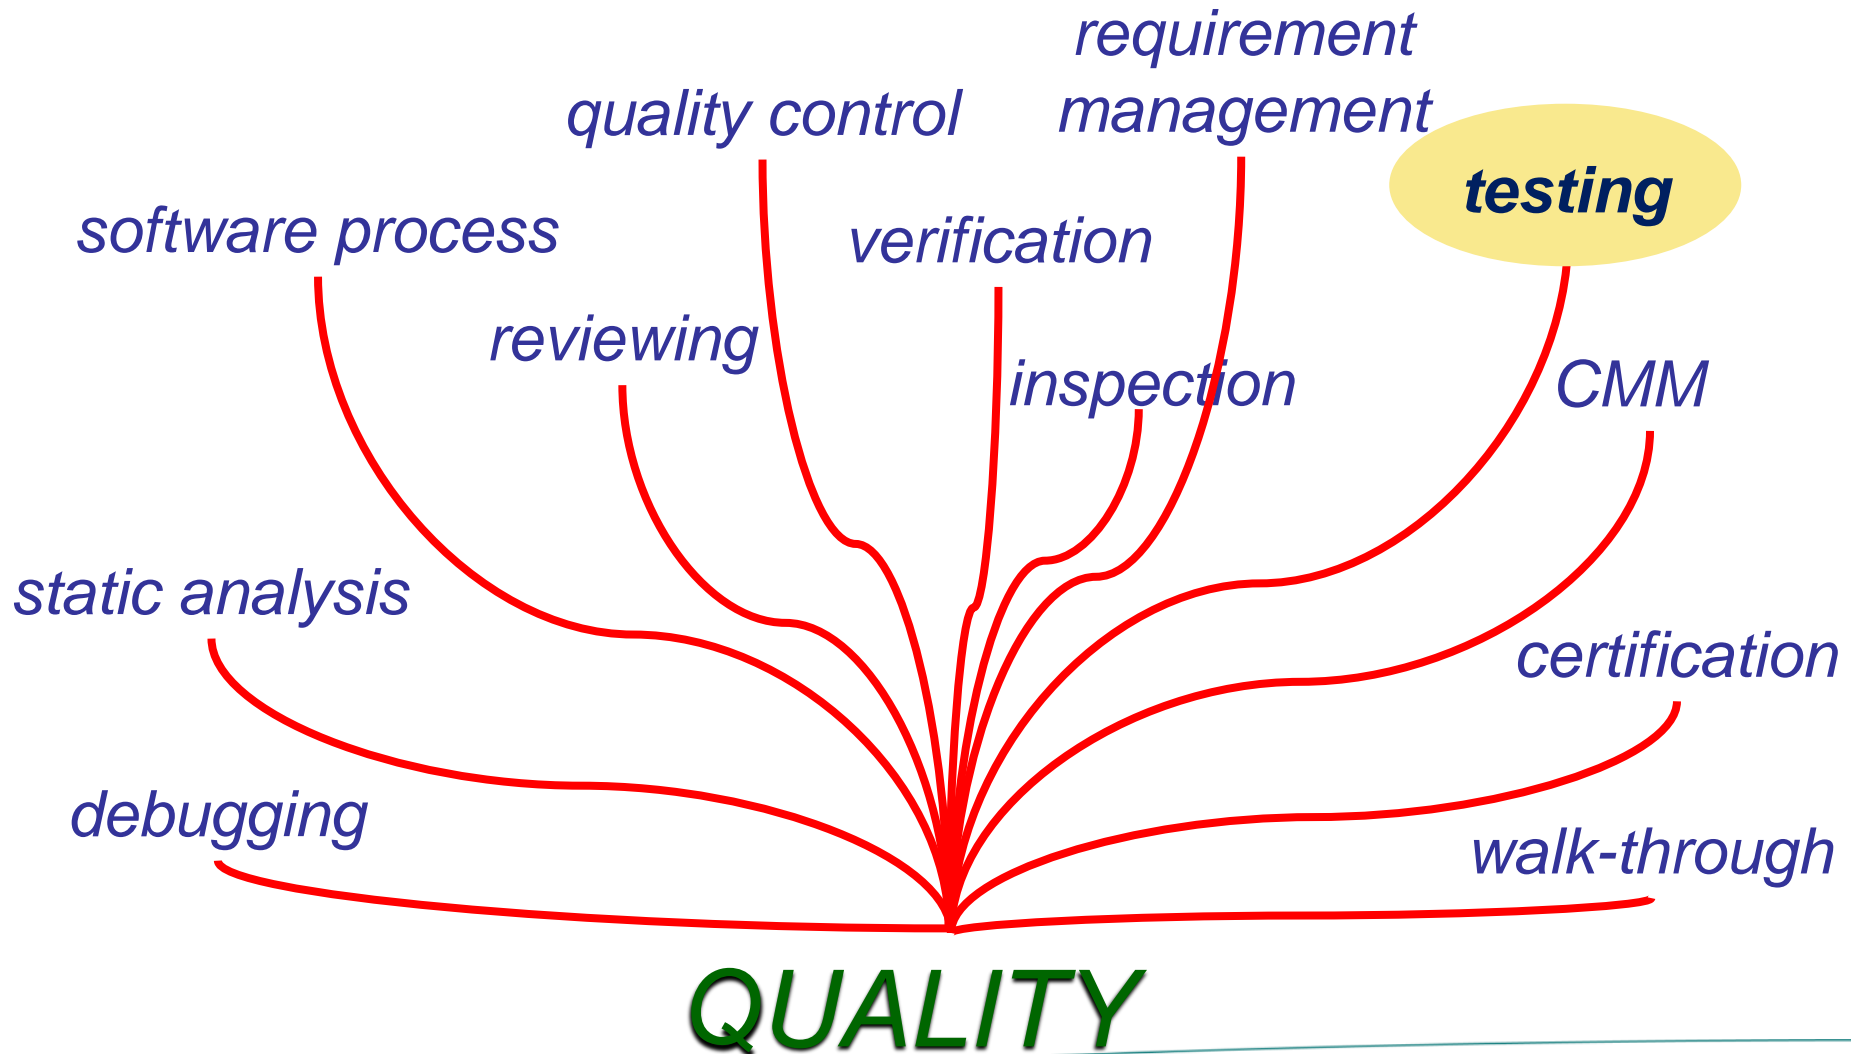 requirement
management
quality control
testing
software process
verification
reviewing
inspection
CMM
static analysis
certification
debugging
walk-through
QUALITY